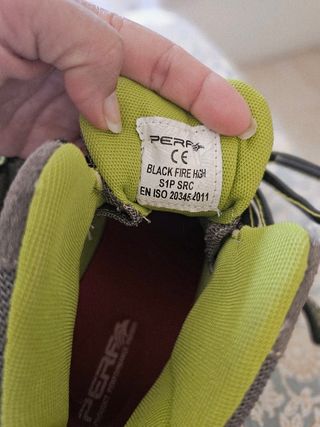 PERF
CE
BLACK FIRE HIGH
S1P SRC
EN ISO 20345:2011
PERF